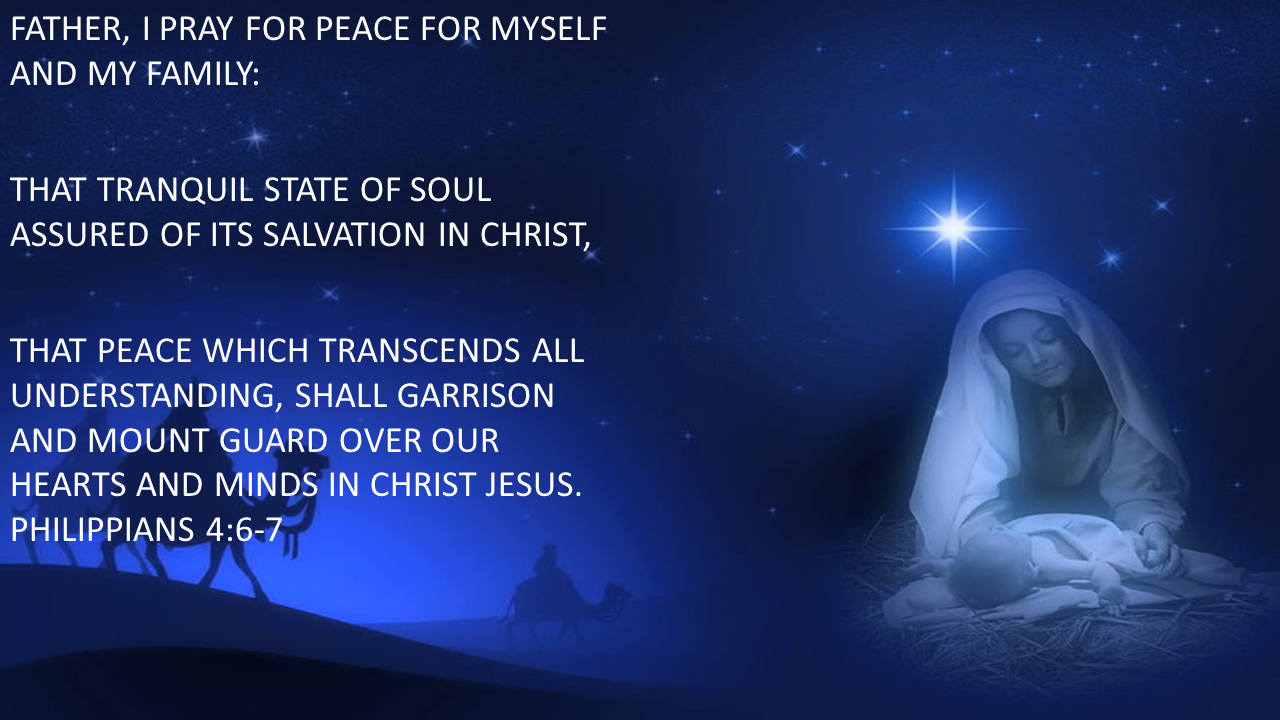 FATHER, I PRAY FOR PEACE FOR MYSELF
AND MY FAMILY:
THAT TRANQUIL STATE OF SOUL
ASSURED OF ITS SALVATION IN CHRIST,
THAT PEACE WHICH TRANSCENDS ALL
UNDERSTANDING, SHALL GARRISON
AND MOUNT GUARD OVER OUR
HEARTS AND MINDS IN CHRIST JESUS.
PHILIPPIANS 4:6-7